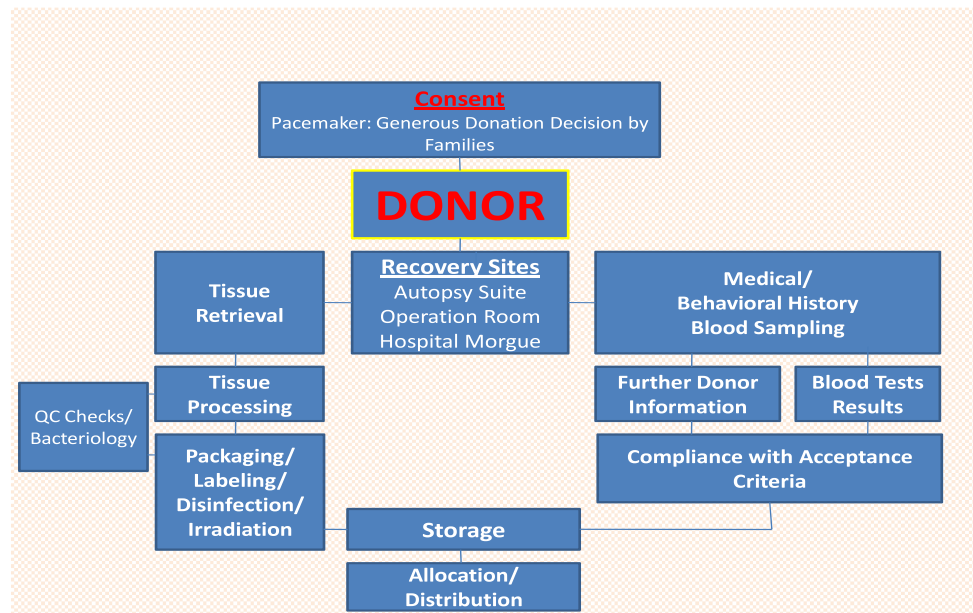 Consent
Pacemaker: Generous Donation Decision by
Families
DONOR
Tissue
Retrieval
Recovery Sites
Autopsy Suite
Operation Room
Hospital Morgue
Medical/
Behavioral History
Blood Sampling
QC Checks/
Bacteriology
Tissue
Processing
Further Donor
Information
Blood Tests
Results
Packaging/
Labeling/
Disinfection/
Irradiation
Compliance with Acceptance
Criteria
Storage
Allocation/
Distribution